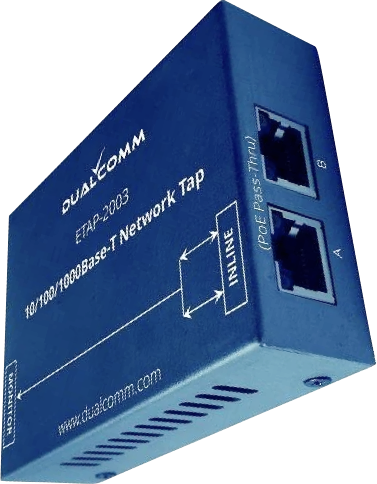 DUALCOMM
ETAP-2003
10/100/1000Base-T Network Tap
INLINE
MONITOR
www.dualcomm.com
(PoE Pass-Thru)
B
A